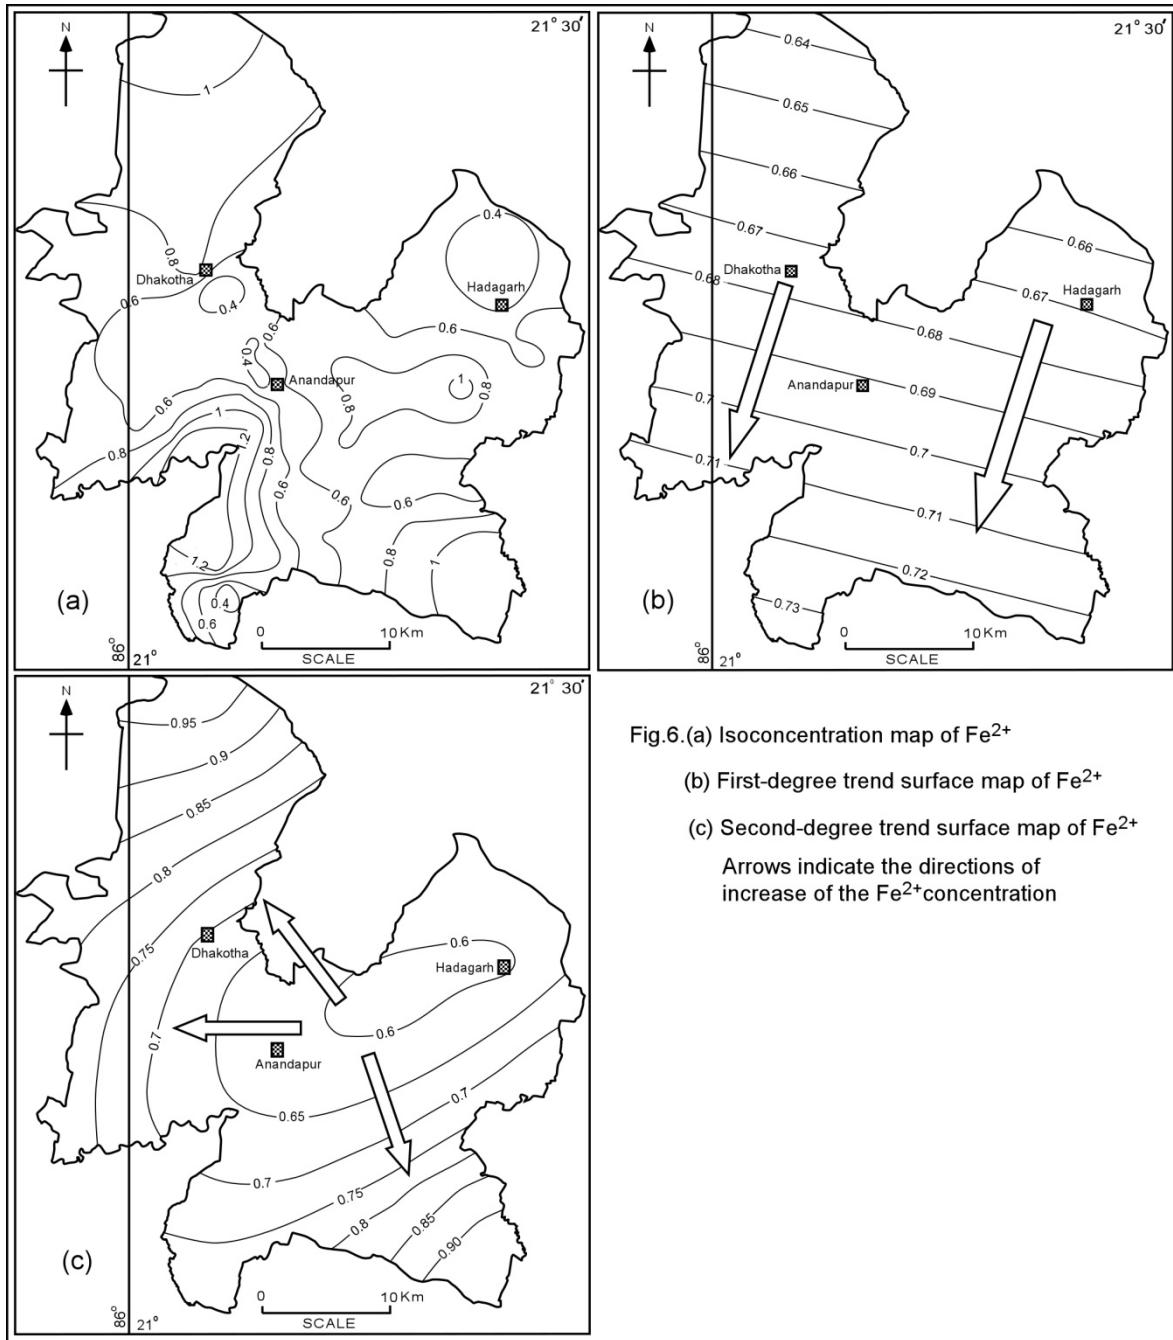 N
21° 30'
1
0.8
Dhakotha
0.6
0.4
0.4
Hadagarh
0.6
0.6
0.4
Anandapur
1
0.8
0.8
0.6
1
0.8
1.2
0.8
0.6
0.6
0.6
0.8
1
1.2
0.4
0.6
(a)
0 10Km
SCALE
86° 21°
N
21° 30'
0.64
0.65
0.66
0.67
0.66
Dhakotha
0.68
0.67
Hadagarh
0.68
Anandapur
0.69
0.7
0.7
0.71
0.71
0.72
0.73
(b)
0 10Km
SCALE
86° 21°
N
21° 30'
0.95
0.9
0.85
0.8
0.75
Dhakotha
0.6
Hadagarh
0.7
0.6
Anandapur
0.65
0.7
0.7
0.75
0.8
0.85
0.90
(c)
0 10Km
SCALE
86° 21°
Fig.6.(a) Isoconcentration map of Fe²⁺
(b) First-degree trend surface map of Fe²⁺
(c) Second-degree trend surface map of Fe²⁺
Arrows indicate the directions of
increase of the Fe²⁺concentration